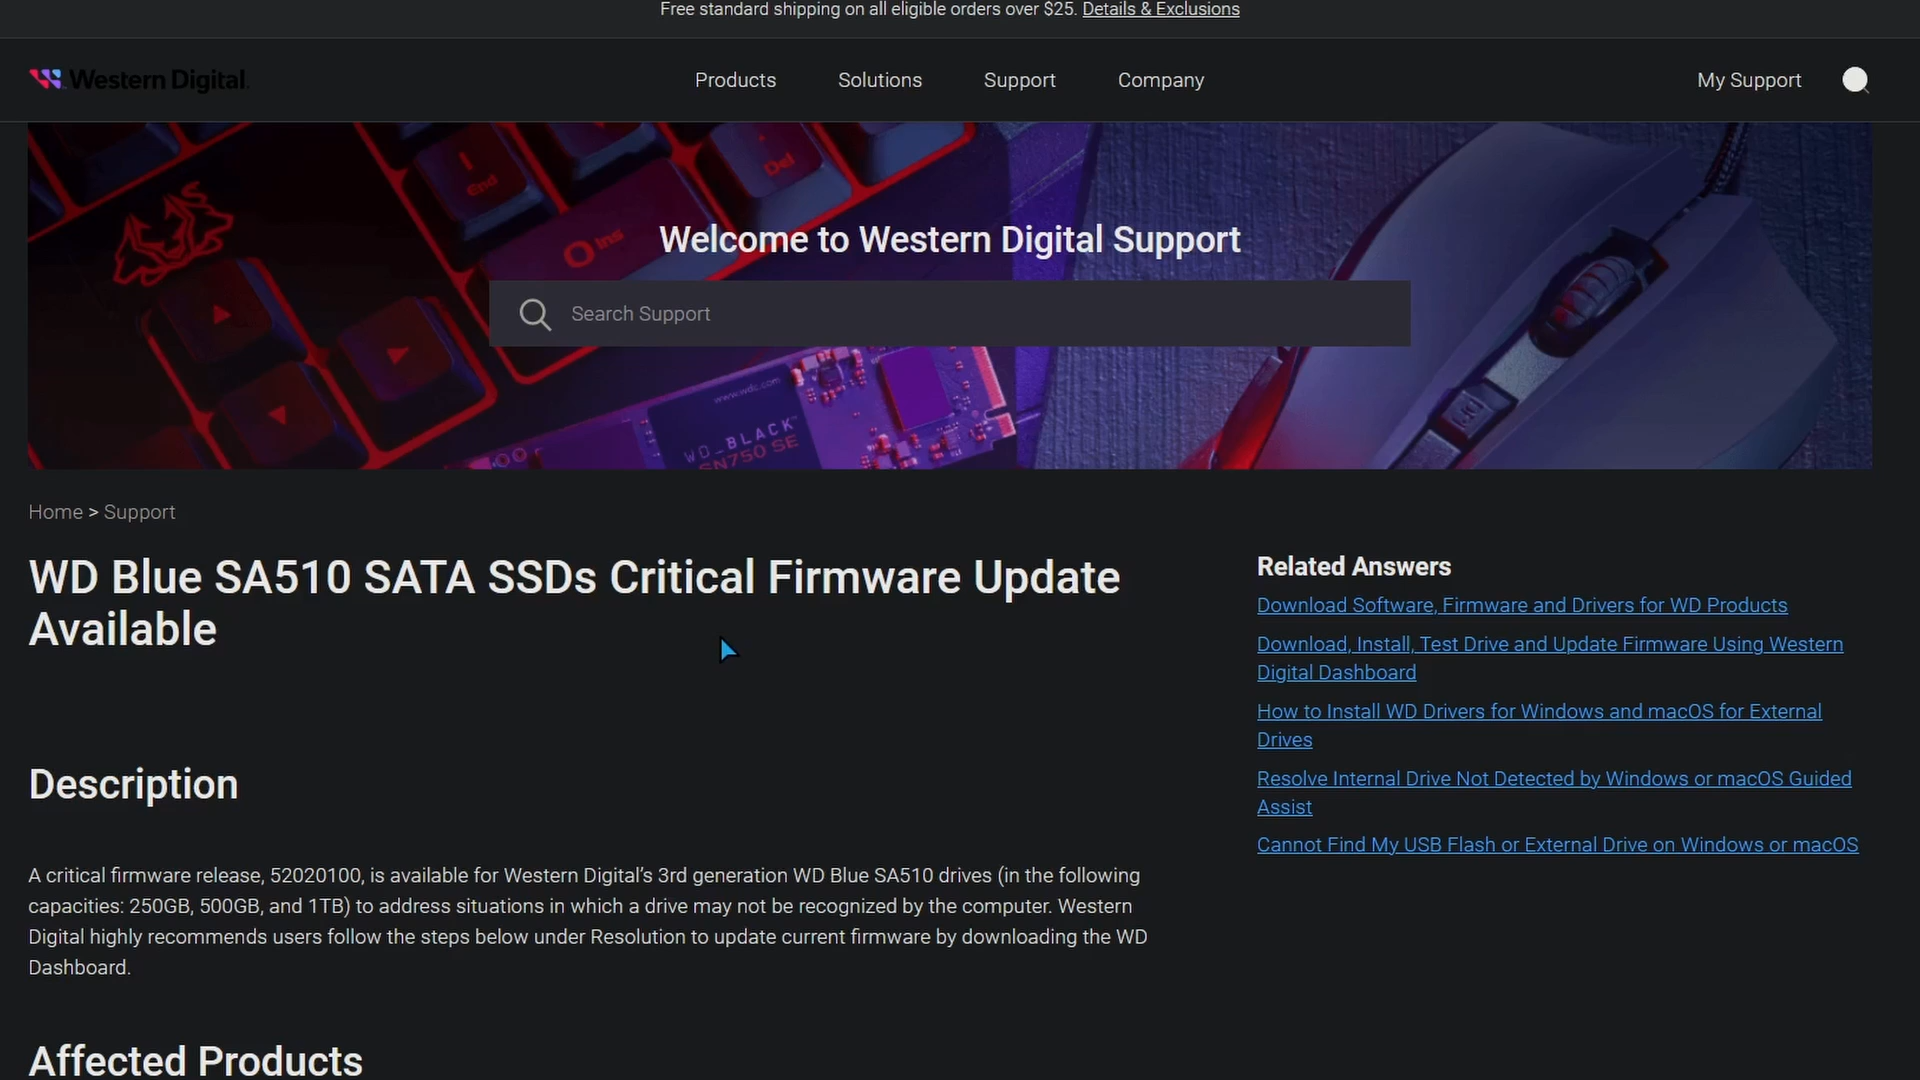 Free standard shipping on all eligible orders over $25. Details & Exclusions
Western Digital.
Products
Solutions
Support
Company
My Support
End
Del
Ins
Welcome to Western Digital Support
Search Support
www.wdc.com
WD_BLACK™
SN750 SE
Home > Support
WD Blue SA510 SATA SSDs Critical Firmware Update
Available
Description
A critical firmware release, 52020100, is available for Western Digital’s 3rd generation WD Blue SA510 drives (in the following
capacities: 250GB, 500GB, and 1TB) to address situations in which a drive may not be recognized by the computer. Western
Digital highly recommends users follow the steps below under Resolution to update current firmware by downloading the WD
Dashboard.
Affected Products
Related Answers
Download Software, Firmware and Drivers for WD Products
Download, Install, Test Drive and Update Firmware Using Western
Digital Dashboard
How to Install WD Drivers for Windows and macOS for External
Drives
Resolve Internal Drive Not Detected by Windows or macOS Guided
Assist
Cannot Find My USB Flash or External Drive on Windows or macOS